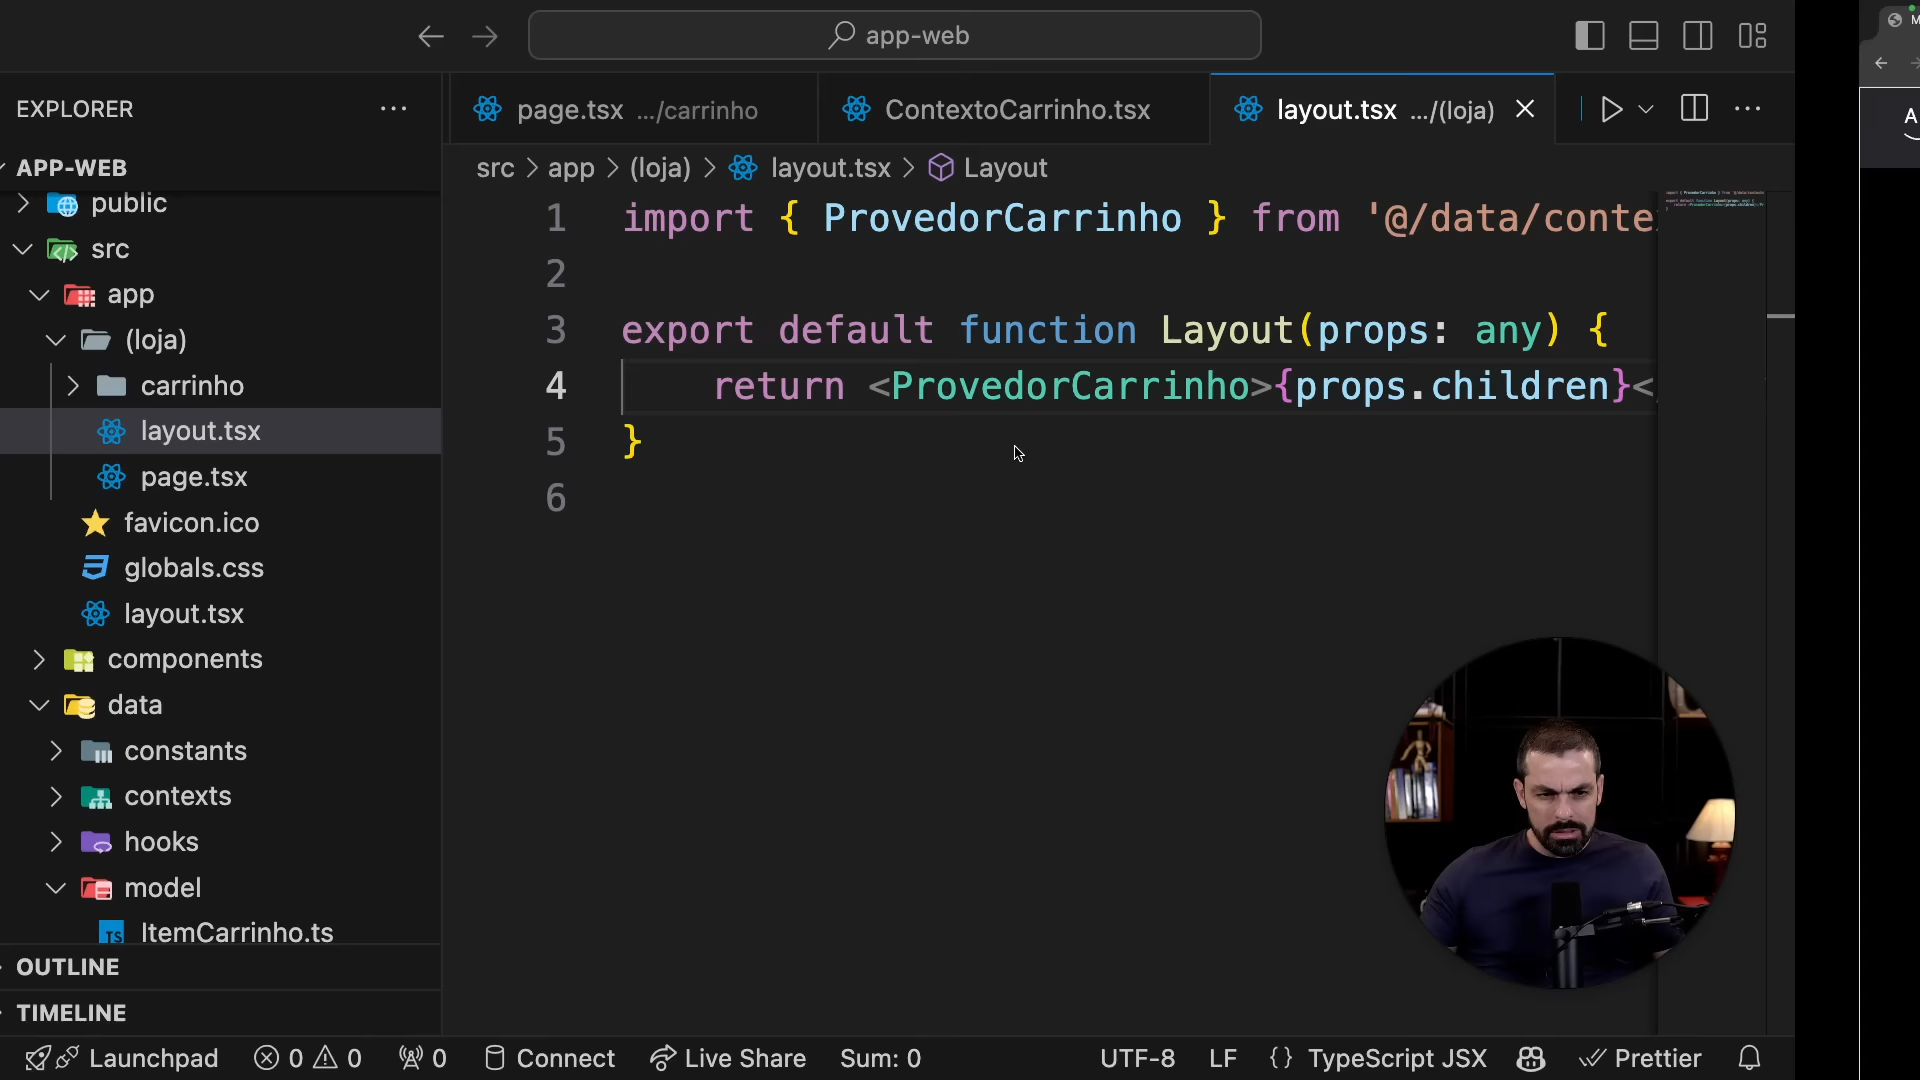 app-web
EXPLORER
page.tsx .../carrinho
ContextoCarrinho.tsx
layout.tsx .../(loja)
APP-WEB
src > app > (loja) > layout.tsx > Layout
public
src
app
(loja)
carrinho
layout.tsx
page.tsx
favicon.ico
globals.css
layout.tsx
components
data
constants
contexts
hooks
model
TS ItemCarrinho.ts
OUTLINE
TIMELINE
1 import { ProvedorCarrinho } from '@/data/conte
2
3 export default function Layout(props: any) {
4 return <ProvedorCarrinho>{props.children}<
5 }
6
Launchpad 0 0 0 Connect Live Share Sum: 0 UTF-8 LF {} TypeScript JSX Prettier